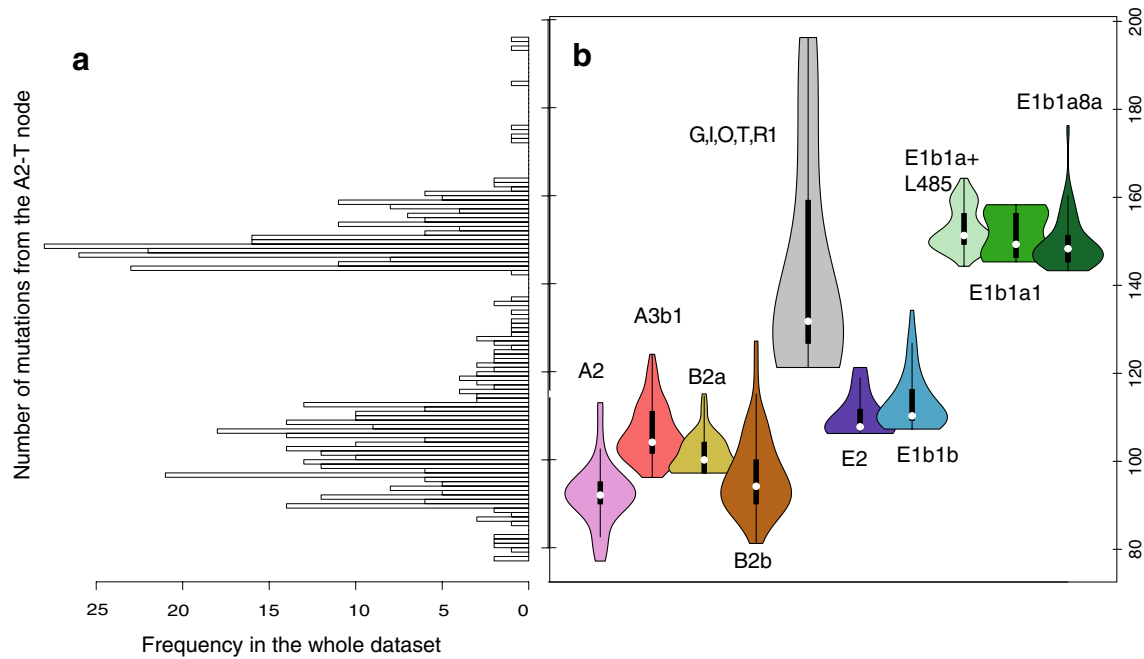 a
Number of mutations from the A2-T node
25 20 15 10 5 0
Frequency in the whole dataset
b
A2
A3b1
B2a
B2b
G,I,O,T,R1
E2
E1b1b
E1b1a+
L485
E1b1a1
E1b1a8a
80 100 120 140 160 180 200